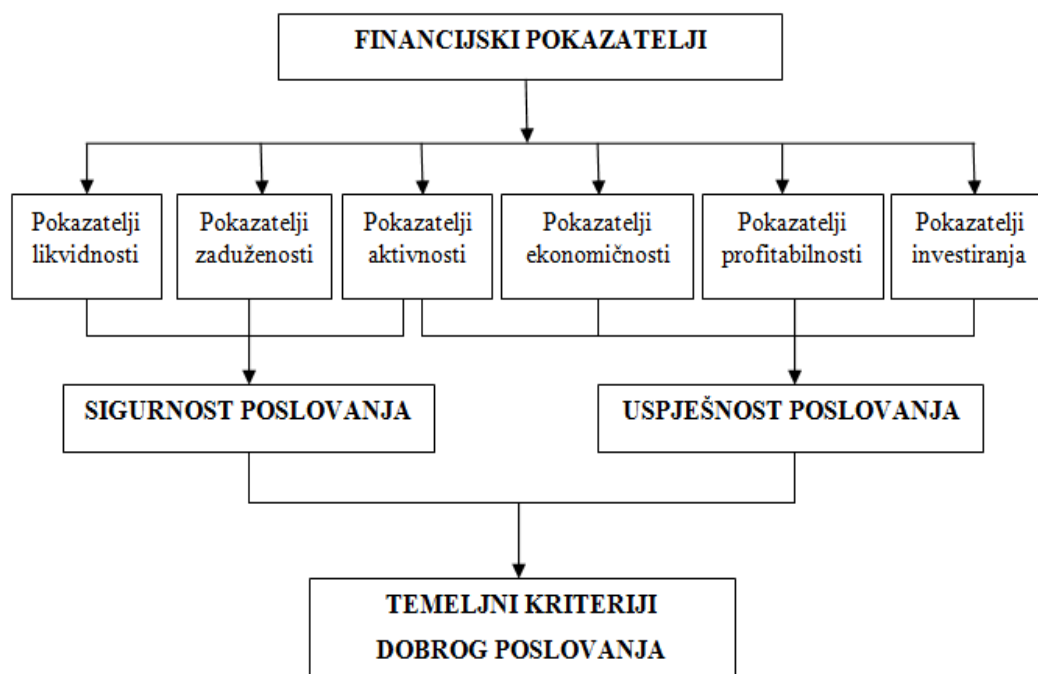 FINANCIJSKI POKAZATELJI
Pokazatelji
likvidnosti
Pokazatelji
zaduženosti
Pokazatelji
aktivnosti
Pokazatelji
ekonomičnosti
Pokazatelji
profitabilnosti
Pokazatelji
investiranja
SIGURNOST POSLOVANJA
USPJEŠNOST POSLOVANJA
TEMELJNI KRITERIJI
DOBROG POSLOVANJA